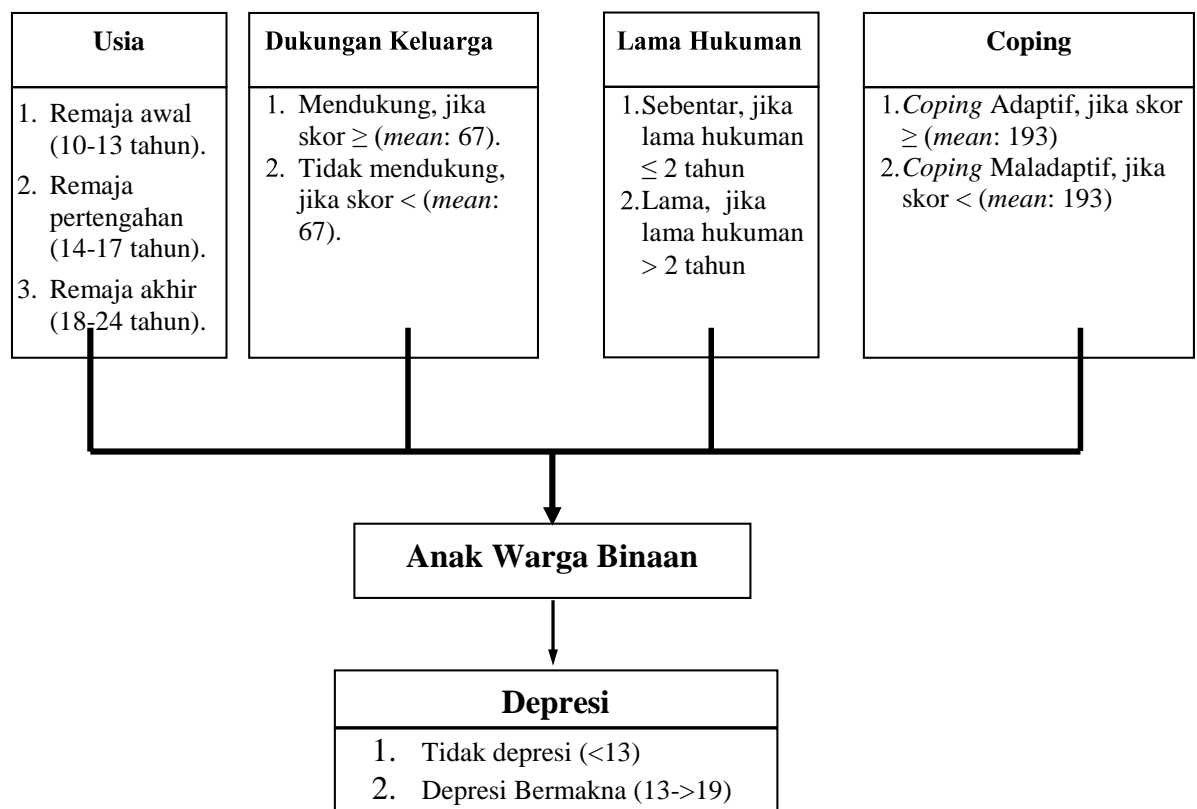 Usia
1. Remaja awal
(10-13 tahun).
2. Remaja
pertengahan
(14-17 tahun).
3. Remaja akhir
(18-24 tahun).
Dukungan Keluarga
1. Mendukung, jika
skor ≥ (mean: 67).
2. Tidak mendukung,
jika skor < (mean:
67).
Lama Hukuman
1.Sebentar, jika
lama hukuman
≤ 2 tahun
2.Lama, jika
lama hukuman
> 2 tahun
Coping
1.Coping Adaptif, jika skor
≥ (mean: 193)
2.Coping Maladaptif, jika
skor < (mean: 193)
Anak Warga Binaan
Depresi
1. Tidak depresi (<13)
2. Depresi Bermakna (13->19)